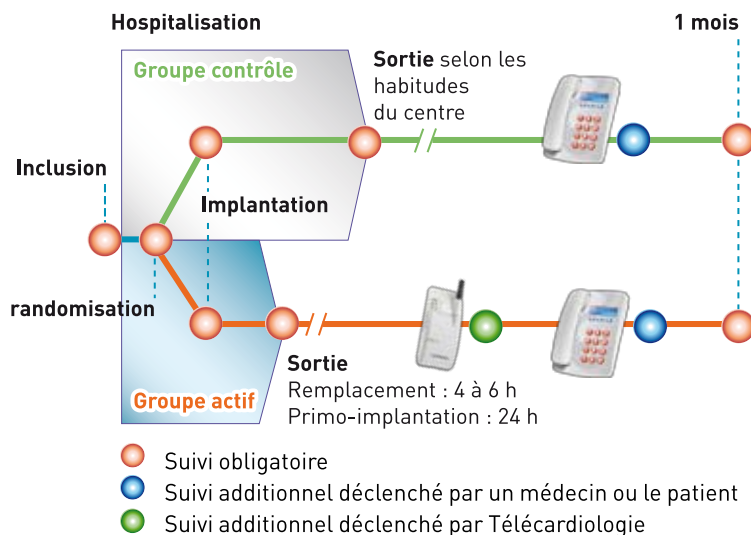 Hospitalisation
1 mois
Groupe contrôle
Sortie selon les
habitudes
du centre
Inclusion
Implantation
randomisation
Sortie
Remplacement : 4 à 6 h
Primo-implantation : 24 h
Groupe actif
Suivi obligatoire
Suivi additionnel déclenché par un médecin ou le patient
Suivi additionnel déclenché par Télécardiologie